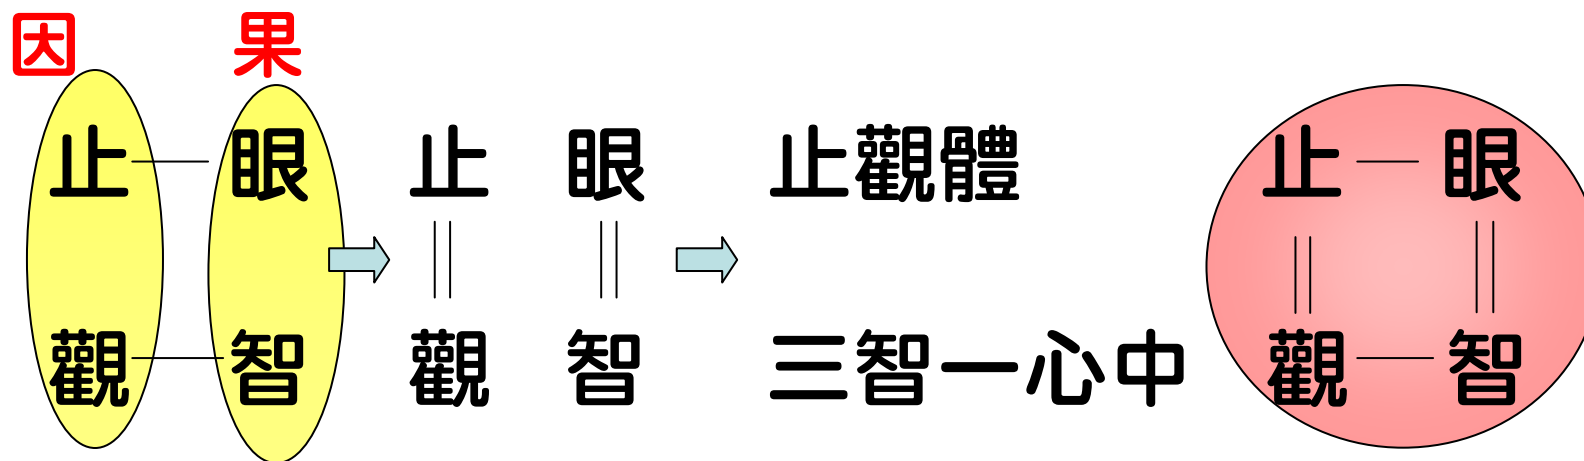 因 果
止 眼 止 眼 止觀體 止 眼
觀 智 觀 智 三智一心中 觀 智